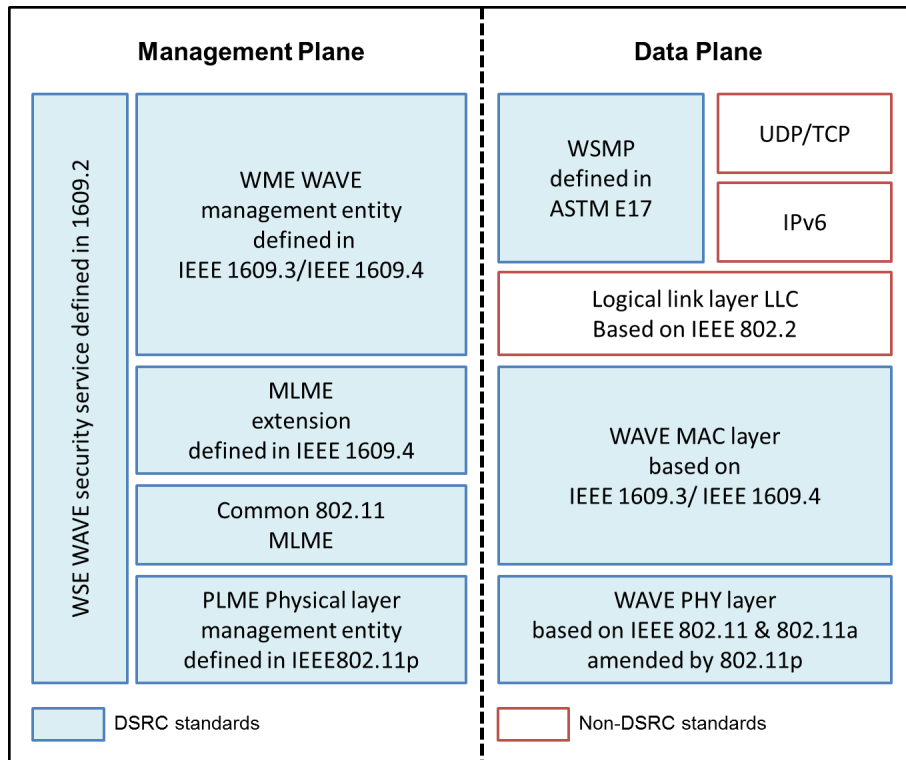 Management Plane
WSE WAVE security service defined in 1609.2
WME WAVE
management entity
defined in
IEEE 1609.3/IEEE 1609.4
MLME
extension
defined in IEEE 1609.4
Common 802.11
MLME
PLME Physical layer
management entity
defined in IEEE802.11p
DSRC standards
Data Plane
WSMP
defined in
ASTM E17
UDP/TCP
IPv6
Logical link layer LLC
Based on IEEE 802.2
WAVE MAC layer
based on
IEEE 1609.3/ IEEE 1609.4
WAVE PHY layer
based on IEEE 802.11 & 802.11a
amended by 802.11p
Non-DSRC standards